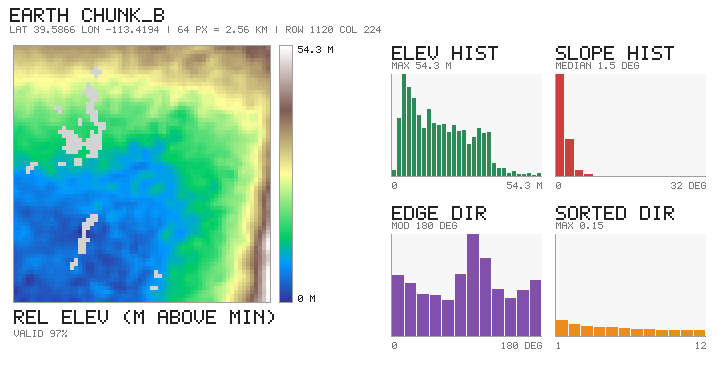 EARTH CHUNK_B
LAT 39.5866 LON -113.4194 | 64 PX = 2.56 KM | ROW 1120 COL 224
54.3 M
0 M
REL ELEV (M ABOVE MIN)
VALID 97%
ELEV HIST
MAX 54.3 M
0 54.3 M
SLOPE HIST
MEDIAN 1.5 DEG
0 32 DEG
EDGE DIR
MOD 180 DEG
0 180 DEG
SORTED DIR
MAX 0.15
1 12